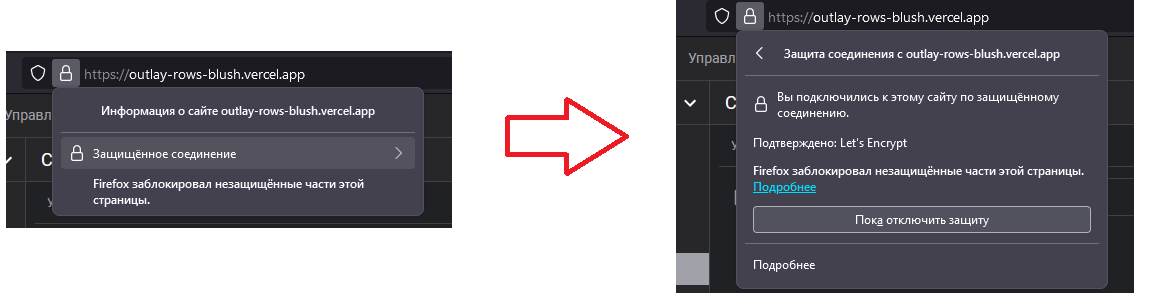 https://outlay-rows-blush.vercel.app
Информация о сайте outlay-rows-blush.vercel.app
Управл
С
Защищённое соединение
Firefox заблокировал незащищённые части этой
страницы.
https://outlay-rows-blush.vercel.app
Управл
Защита соединения с outlay-rows-blush.vercel.app
С
Вы подключились к этому сайту по защищённому
соединению.
Подтверждено: Let's Encrypt
Firefox заблокировал незащищённые части этой страницы.
Подробнее
Пока отключить защиту
Подробнее